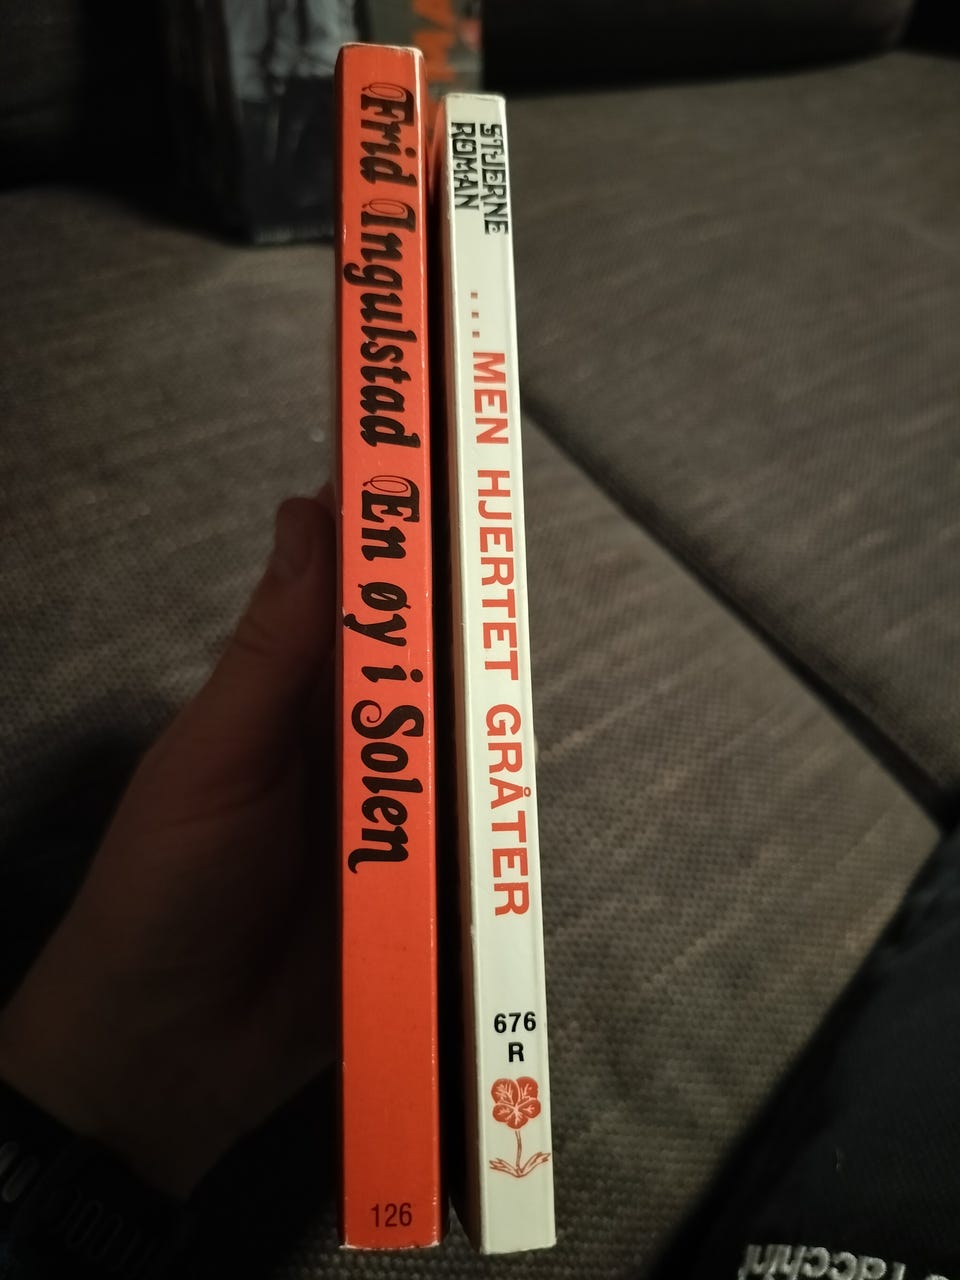 Frid Ingulstad En øy i Solen
126
STJERNE
ROMAN
... MEN HJERTET GRÅTER
676
R